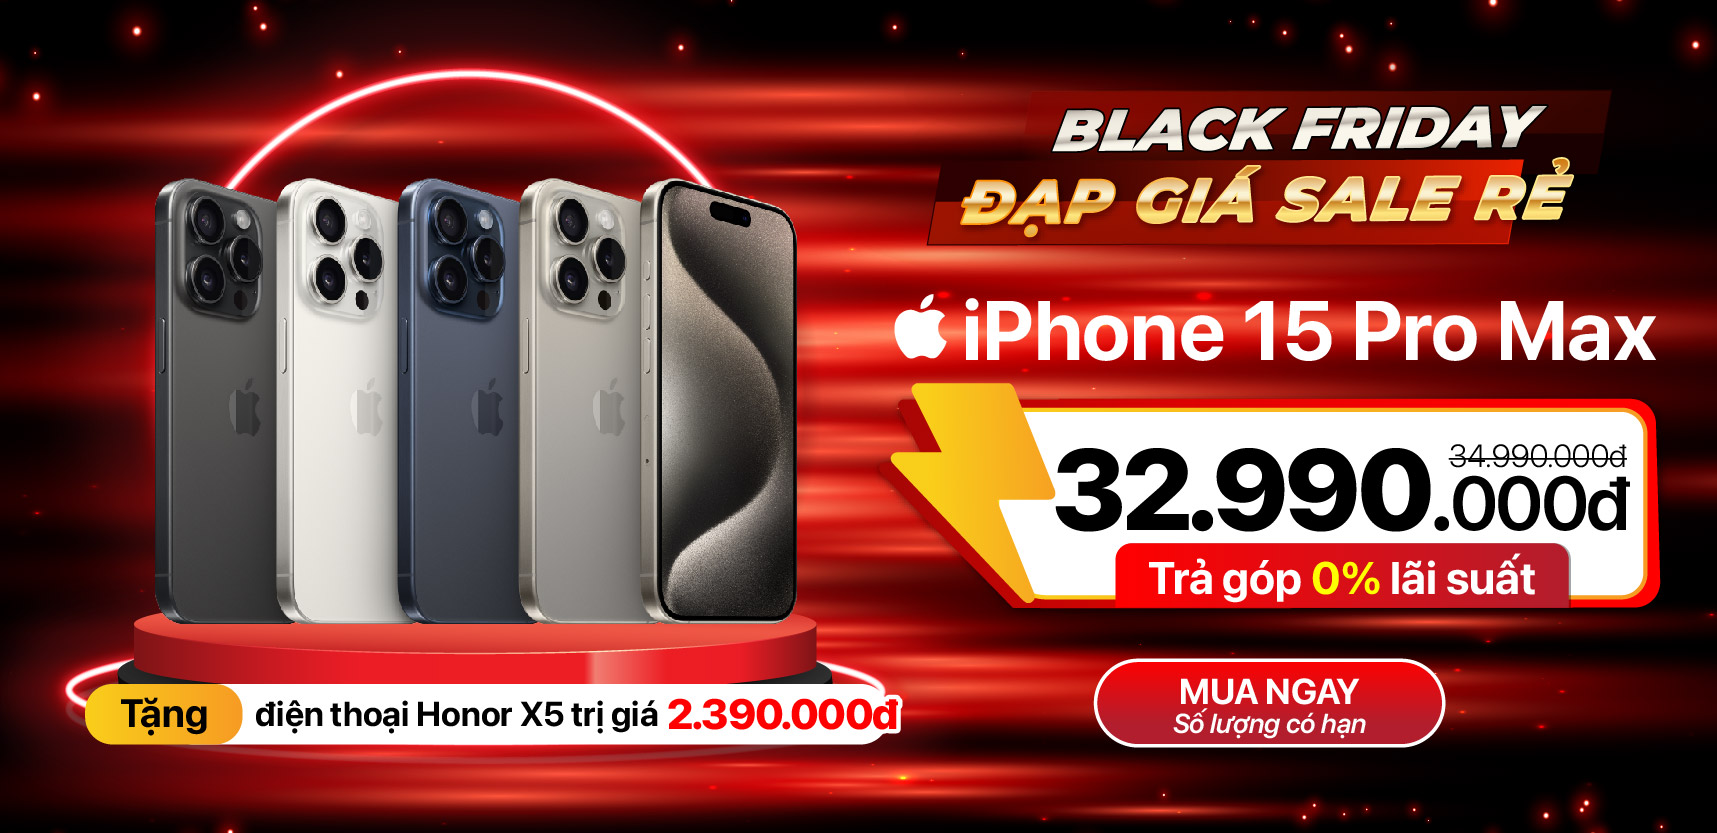 BLACK FRIDAY
ĐẠP GIÁ SALE RẺ
iPhone 15 Pro Max
34.990.000đ
32.990.000đ
Trả góp 0% lãi suất
MUA NGAY
Số lượng có hạn
Tặng điện thoại Honor X5 trị giá 2.390.000đ